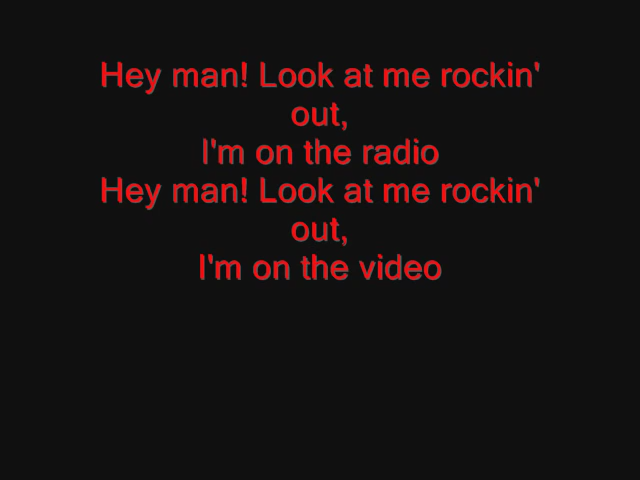 Hey man! Look at me rockin'
out,
I'm on the radio
Hey man! Look at me rockin'
out,
I'm on the video